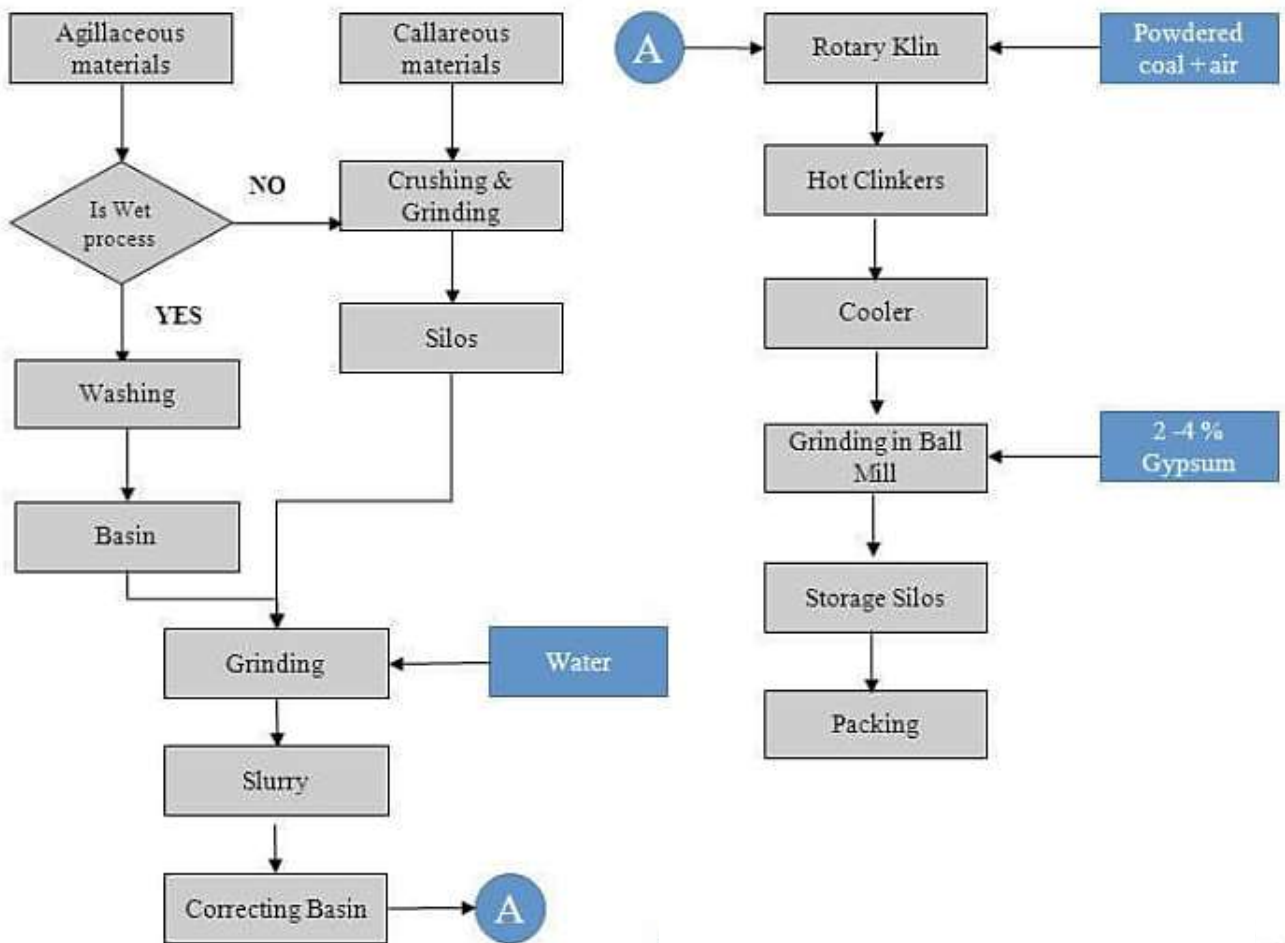 Agillaceous
materials
Callareous
materials
Is Wet
process
NO
YES
Crushing &
Grinding
Silos
Washing
Basin
Grinding
Water
Slurry
Correcting Basin
A
A
Rotary Klin
Powdered
coal + air
Hot Clinkers
Cooler
Grinding in Ball
Mill
2 -4 %
Gypsum
Storage Silos
Packing